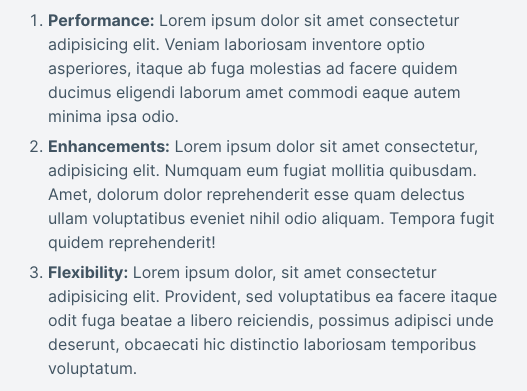 1. Performance: Lorem ipsum dolor sit amet consectetur
adipisicing elit. Veniam laboriosam inventore optio
asperiores, itaque ab fuga molestias ad facere quidem
ducimus eligendi laborum amet commodi eaque autem
minima ipsa odio.
2. Enhancements: Lorem ipsum dolor sit amet consectetur,
adipisicing elit. Numquam eum fugiat mollitia quibusdam.
Amet, dolorum dolor reprehenderit esse quam delectus
ullam voluptatibus eveniet nihil odio aliquam. Tempora fugit
quidem reprehenderit!
3. Flexibility: Lorem ipsum dolor, sit amet consectetur
adipisicing elit. Provident, sed voluptatibus ea facere itaque
odit fuga beatae a libero reiciendis, possimus adipisci unde
deserunt, obcaecati hic distinctio laboriosam temporibus
voluptatum.